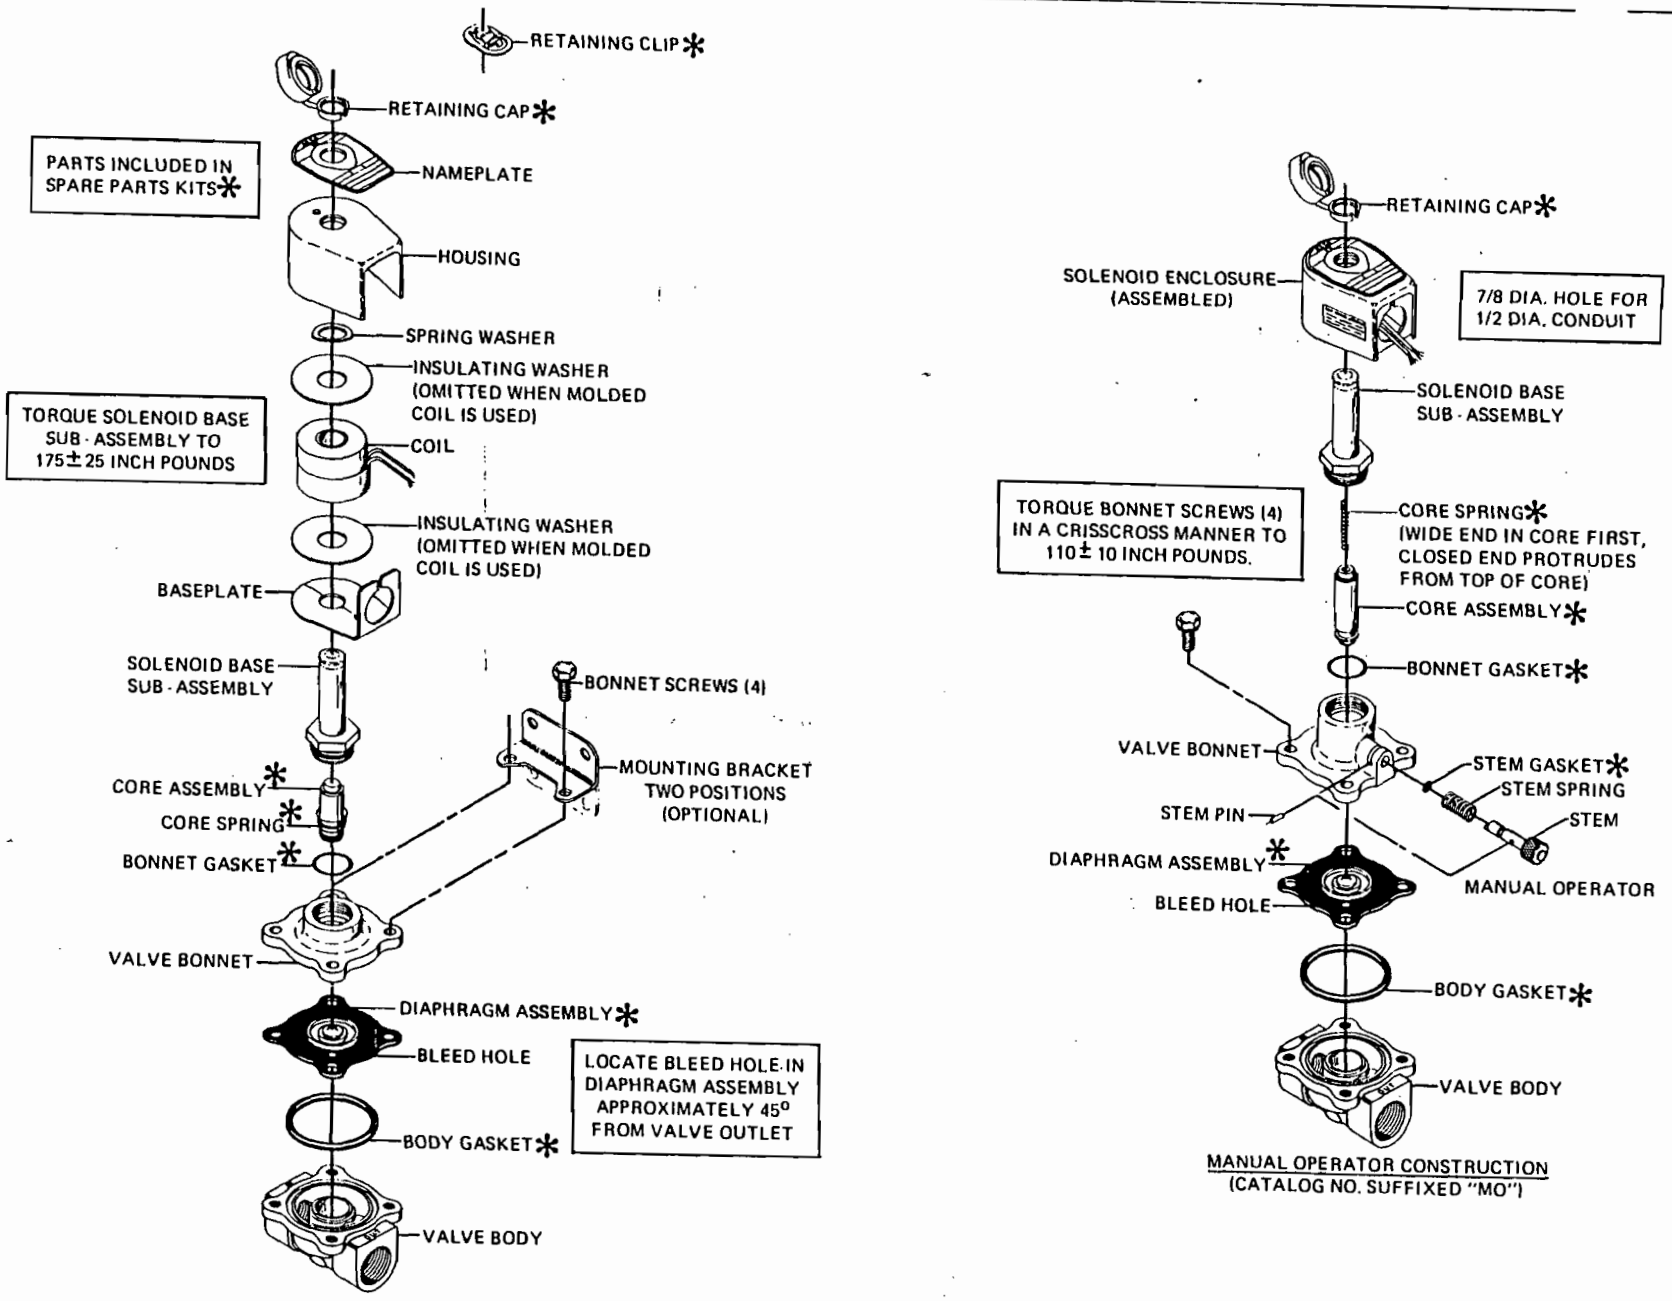 RETAINING CLIP*
RETAINING CAP*
NAMEPLATE
PARTS INCLUDED IN
SPARE PARTS KITS*
HOUSING
SPRING WASHER
INSULATING WASHER
(OMITTED WHEN MOLDED
COIL IS USED)
TORQUE SOLENOID BASE
SUB-ASSEMBLY TO
175±25 INCH POUNDS
COIL
INSULATING WASHER
(OMITTED WHEN MOLDED
COIL IS USED)
BASEPLATE
SOLENOID BASE
SUB-ASSEMBLY
BONNET SCREWS (4)
MOUNTING BRACKET
TWO POSITIONS
(OPTIONAL)
CORE ASSEMBLY*
CORE SPRING*
BONNET GASKET*
VALVE BONNET
DIAPHRAGM ASSEMBLY*
BLEED HOLE
LOCATE BLEED HOLE IN
DIAPHRAGM ASSEMBLY
APPROXIMATELY 45°
FROM VALVE OUTLET
BODY GASKET*
VALVE BODY
RETAINING CAP*
SOLENOID ENCLOSURE
(ASSEMBLED)
7/8 DIA. HOLE FOR
1/2 DIA. CONDUIT
SOLENOID BASE
SUB-ASSEMBLY
TORQUE BONNET SCREWS (4)
IN A CRISSCROSS MANNER TO
110±10 INCH POUNDS.
CORE SPRING*
(WIDE END IN CORE FIRST,
CLOSED END PROTRUDES
FROM TOP OF CORE)
CORE ASSEMBLY*
BONNET GASKET*
VALVE BONNET
STEM GASKET*
STEM SPRING
STEM PIN
STEM
DIAPHRAGM ASSEMBLY*
MANUAL OPERATOR
BLEED HOLE
BODY GASKET*
VALVE BODY
MANUAL OPERATOR CONSTRUCTION
(CATALOG NO. SUFFIXED "MO")